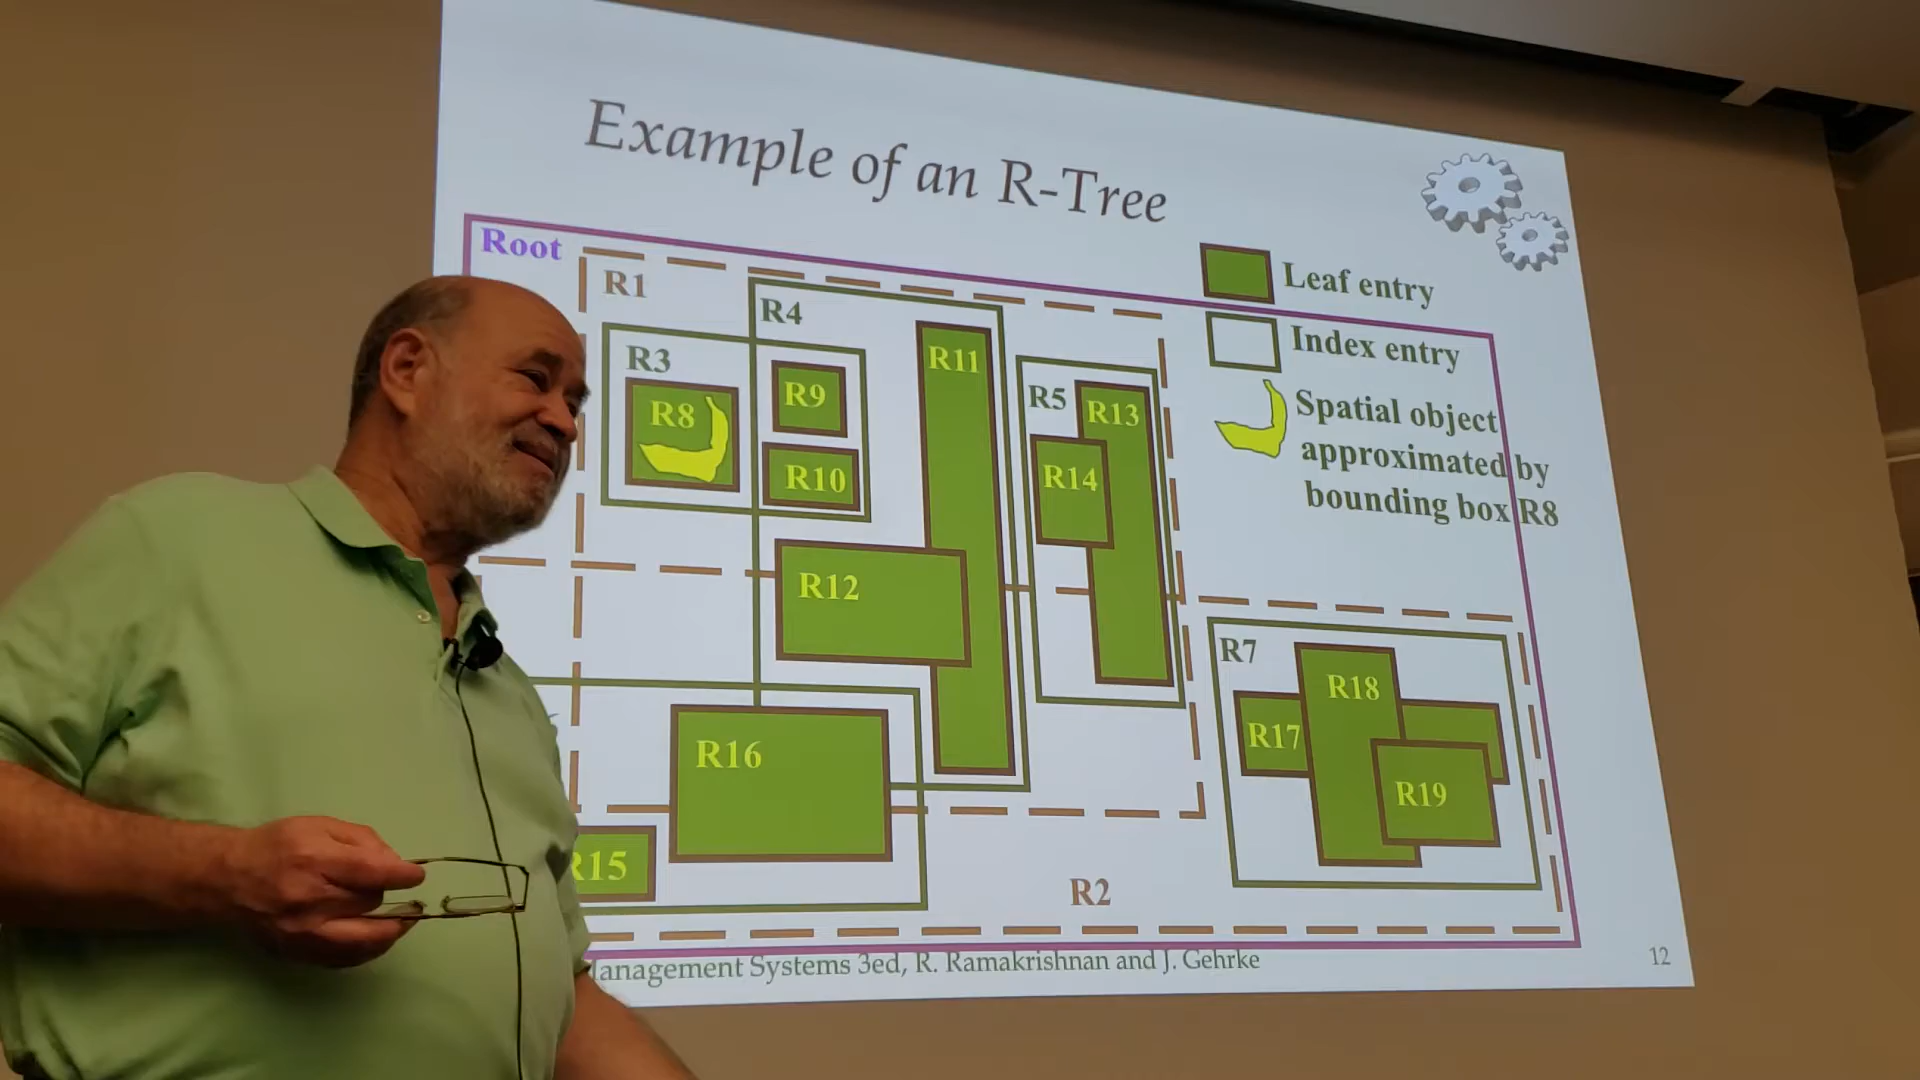 Example of an R-Tree
Root
R1
R4
R3
R8
R9
R10
R11
R5
R13
R14
R12
R16
R7
R17
R18
R19
R15
R2
Leaf entry
Index entry
Spatial object
approximated by
bounding box R8
anagement Systems 3ed, R. Ramakrishnan and J. Gehrke
12